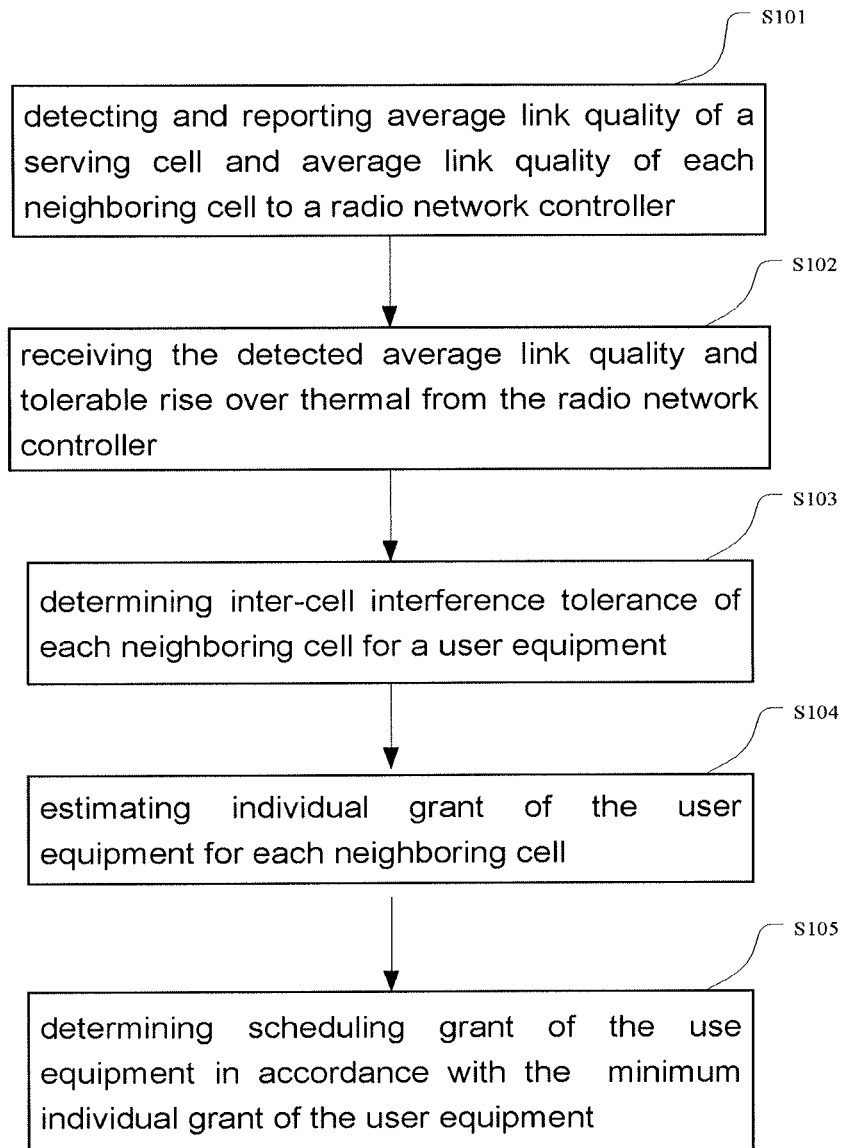 S101
detecting and reporting average link quality of a
serving cell and average link quality of each
neighboring cell to a radio network controller
S102
receiving the detected average link quality and
tolerable rise over thermal from the radio network
controller
S103
determining inter-cell interference tolerance of
each neighboring cell for a user equipment
S104
estimating individual grant of the user
equipment for each neighboring cell
S105
determining scheduling grant of the use
equipment in accordance with the minimum
individual grant of the user equipment